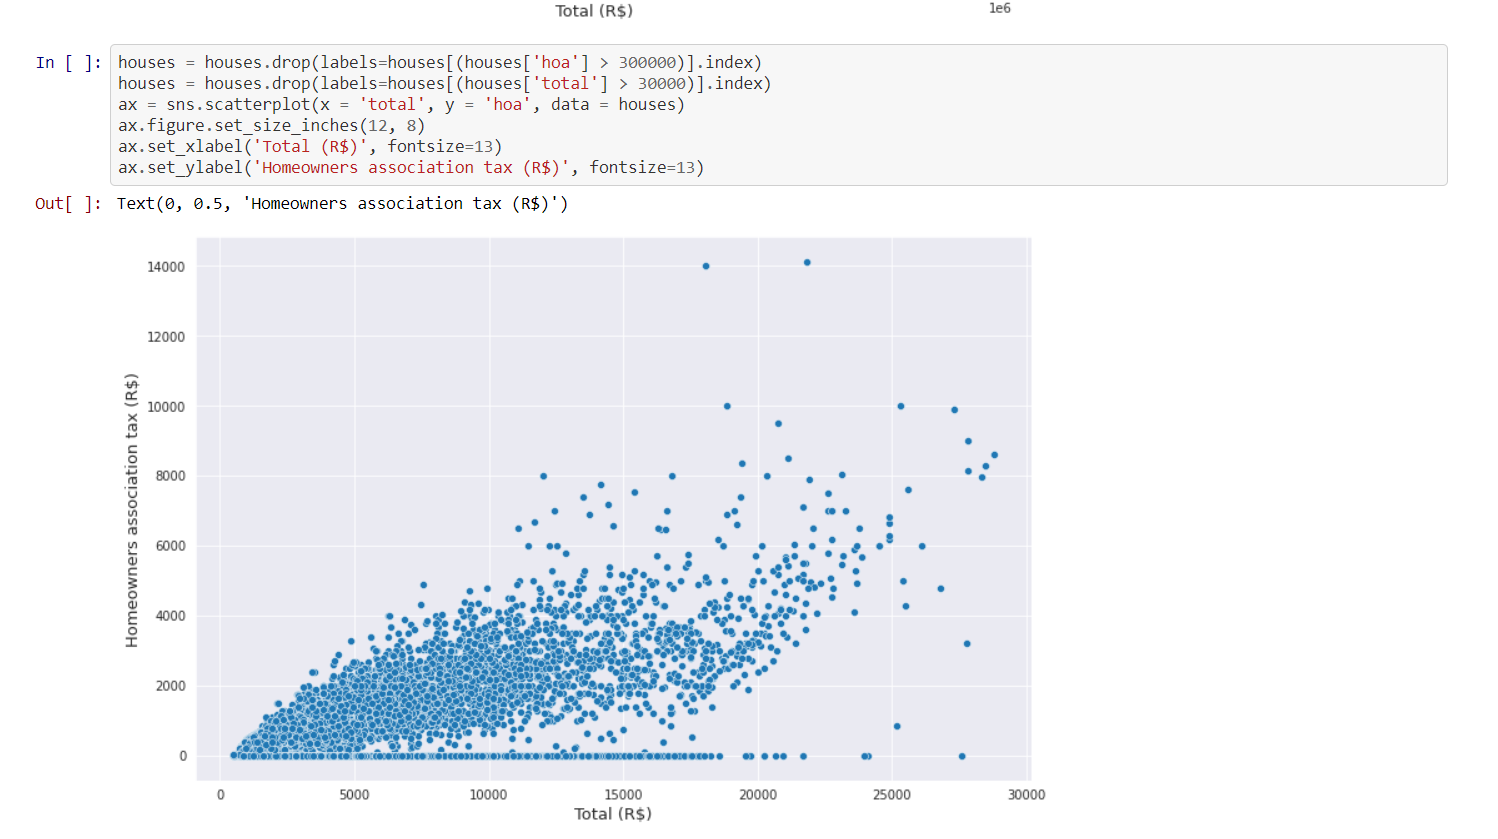 Total (R$)
1e6
In [ ]:
houses = houses.drop(labels=houses[(houses['hoa'] > 300000)].index)
houses = houses.drop(labels=houses[(houses['total'] > 30000)].index)
ax = sns.scatterplot(x = 'total', y = 'hoa', data = houses)
ax.figure.set_size_inches(12, 8)
ax.set_xlabel('Total (R$)', fontsize=13)
ax.set_ylabel('Homeowners association tax (R$)', fontsize=13)
Out[ ]: Text(0, 0.5, 'Homeowners association tax (R$)')
Homeowners association tax (R$)
14000
12000
10000
8000
6000
4000
2000
0
0 5000 10000 15000 20000 25000 30000
Total (R$)